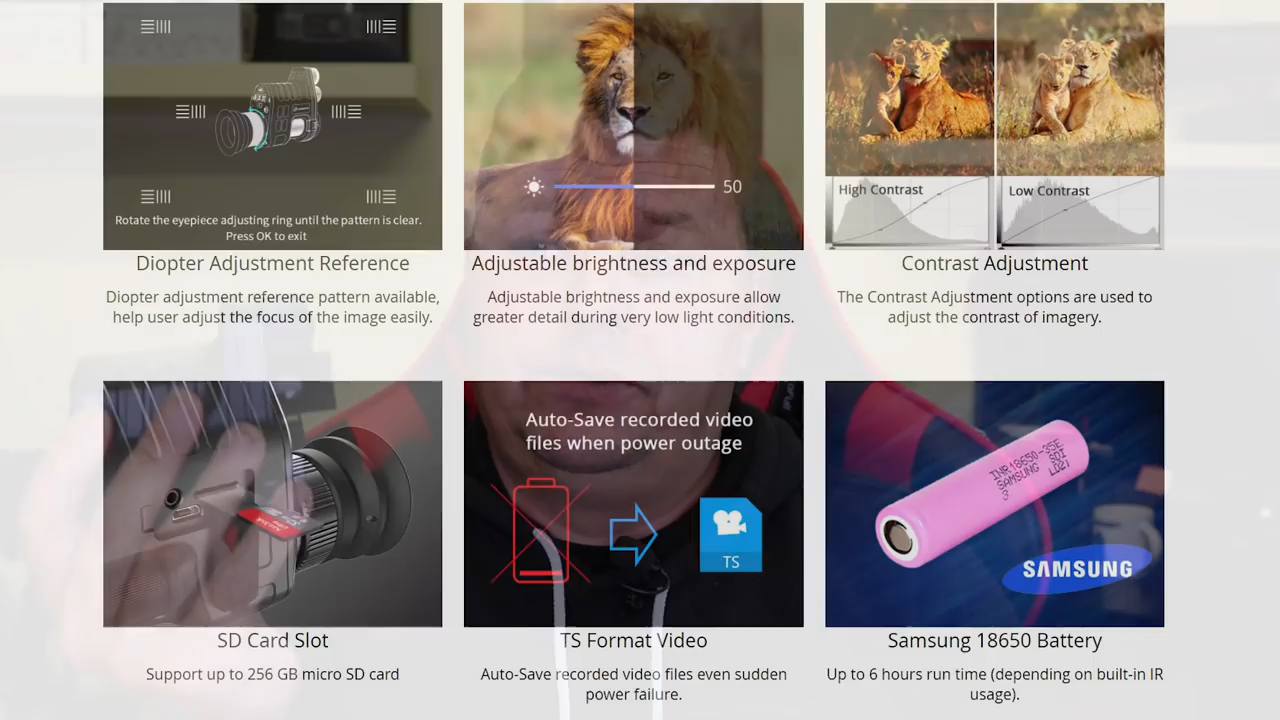 Rotate the eyepiece adjusting ring until the pattern is clear.
Press OK to exit
Diopter Adjustment Reference
Diopter adjustment reference pattern available,
help user adjust the focus of the image easily.
50
Adjustable brightness and exposure
Adjustable brightness and exposure allow
greater detail during very low light conditions.
High Contrast
Low Contrast
Contrast Adjustment
The Contrast Adjustment options are used to
adjust the contrast of imagery.
SD Card Slot
Support up to 256 GB micro SD card
Auto-Save recorded video
files when power outage
TS
TS Format Video
Auto-Save recorded video files even sudden
power failure.
INR18650-35E
SAMSUNG SDI
SAMSUNG
Samsung 18650 Battery
Up to 6 hours run time (depending on built-in IR
usage).